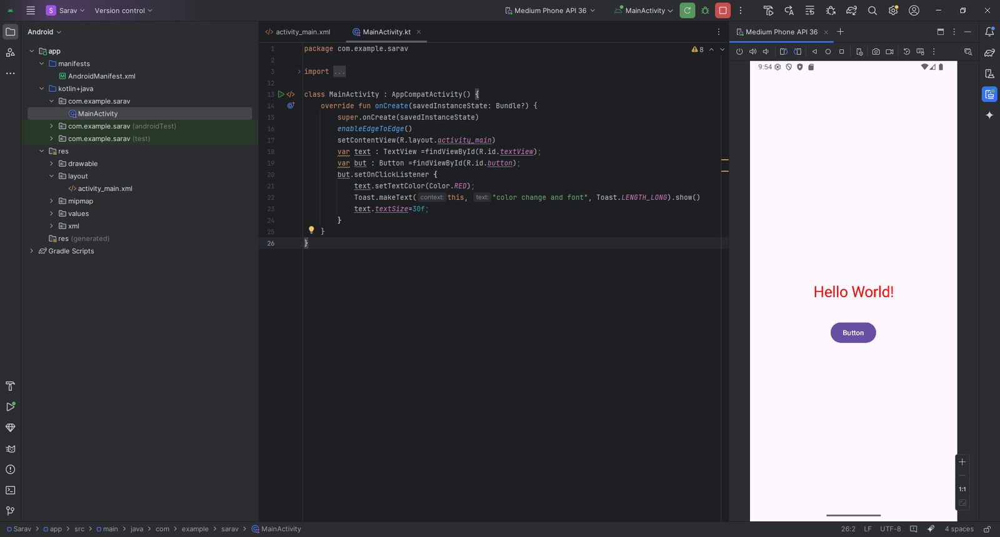 S Sarav Version control Medium Phone API 36 MainActivity
Android
app
manifests
AndroidManifest.xml
kotlin+java
com.example.sarav
MainActivity
com.example.sarav (androidTest)
com.example.sarav (test)
res
drawable
layout
activity_main.xml
mipmap
values
xml
res (generated)
Gradle Scripts
activity_main.xml MainActivity.kt
8
1 package com.example.sarav
2
3 import ...
12
13 class MainActivity : AppCompatActivity() {
14 override fun onCreate(savedInstanceState: Bundle?) {
15 super.onCreate(savedInstanceState)
16 enableEdgeToEdge()
17 setContentView(R.layout.activity_main)
18 var text : TextView =findViewById(R.id.textView);
19 var but : Button =findViewById(R.id.button);
20 but.setOnClickListener {
21 text.setTextColor(Color.RED);
22 Toast.makeText( context: this, text: "color change and font", Toast.LENGTH_LONG).show()
23 text.textSize=30f;
24 }
25 }
26 }
Medium Phone API 36
9:54
Hello World!
Button
1:1
Sarav > app > src > main > java > com > example > sarav > MainActivity
26:2 LF UTF-8 4 spaces